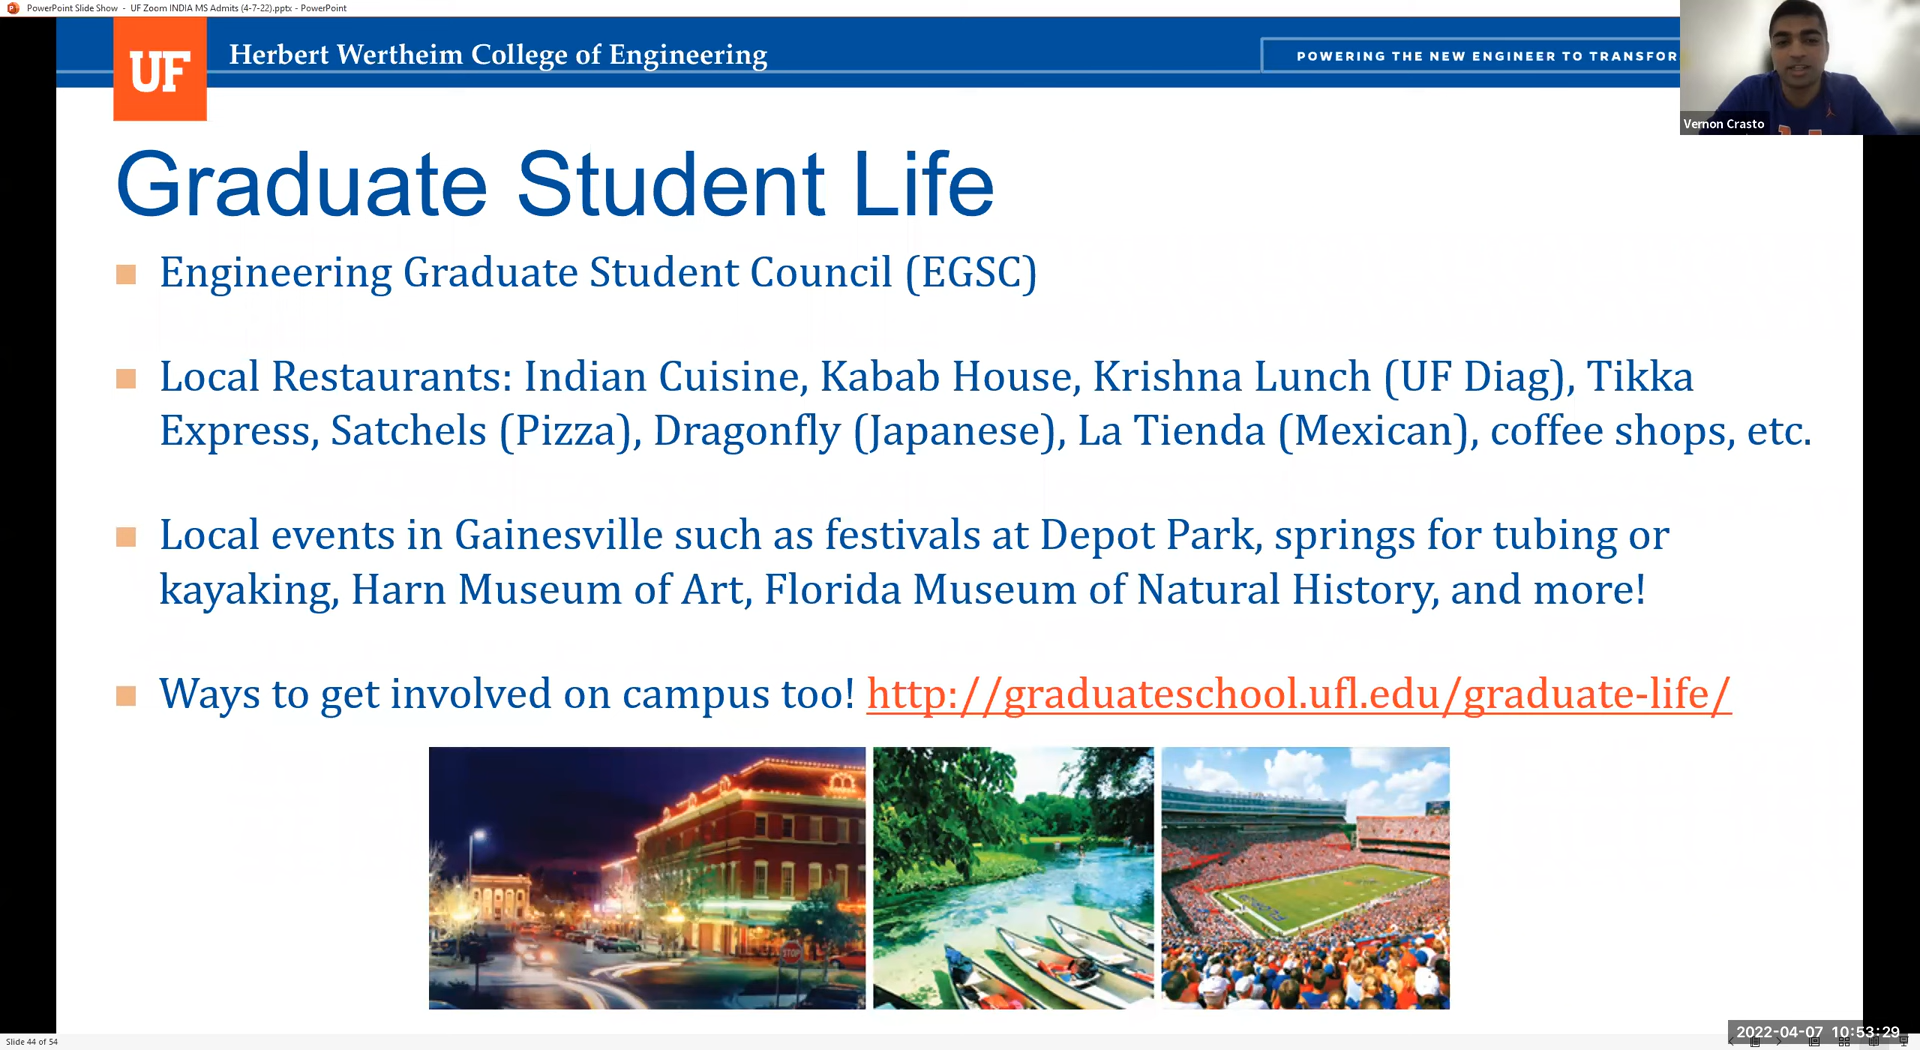 PowerPoint Slide Show - UF Zoom INDIA MS Admits (4-7-22).pptx - PowerPoint
UF
Herbert Wertheim College of Engineering
POWERING THE NEW ENGINEER TO TRANSFOR
Vernon Crasto
Graduate Student Life
Engineering Graduate Student Council (EGSC)
Local Restaurants: Indian Cuisine, Kabab House, Krishna Lunch (UF Diag), Tikka
Express, Satchels (Pizza), Dragonfly (Japanese), La Tienda (Mexican), coffee shops, etc.
Local events in Gainesville such as festivals at Depot Park, springs for tubing or
kayaking, Harn Museum of Art, Florida Museum of Natural History, and more!
Ways to get involved on campus too! http://graduateschool.ufl.edu/graduate-life/
STOP
FLORIDA
Slide 44 of 54
2022-04-07 10:53:29